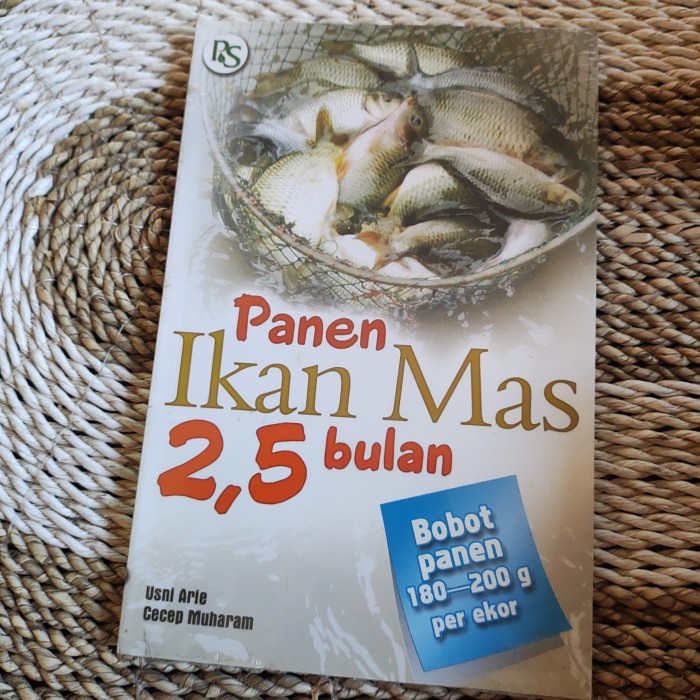 PS
Panen
Ikan Mas
2,5 bulan
Bobot
panen
180—200 g
per ekor
Usni Arie
Cecep Muharam